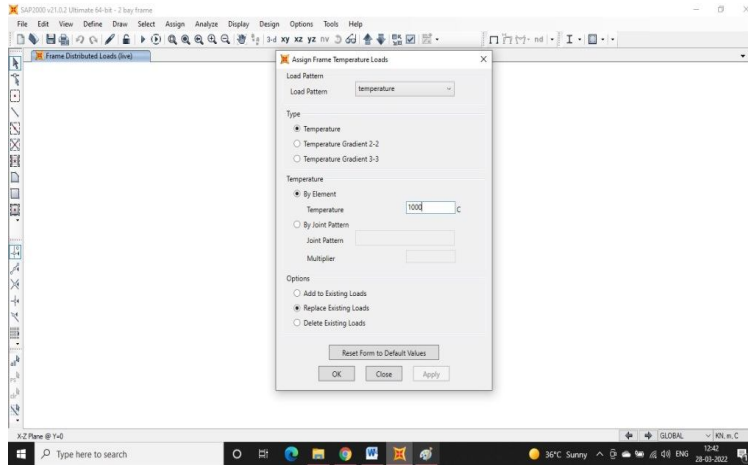 SAP2000 v21.0.2 Ultimate 64-bit - 2 bay frame
File Edit View Define Draw Select Assign Analyze Display Design Options Tools Help
3-d xy xz yz nv
nd
Frame Distributed Loads (live)
Assign Frame Temperature Loads
Load Pattern
Load Pattern temperature
Type
Temperature
Temperature Gradient 2-2
Temperature Gradient 3-3
Temperature
By Element
Temperature 1000 C
By Joint Pattern
Joint Pattern
Multiplier
Options
Add to Existing Loads
Replace Existing Loads
Delete Existing Loads
Reset Form to Default Values
OK Close Apply
X-Z Plane @ Y=0 GLOBAL KN, m, C
Type here to search 36°C Sunny ENG 12:42
28-03-2022